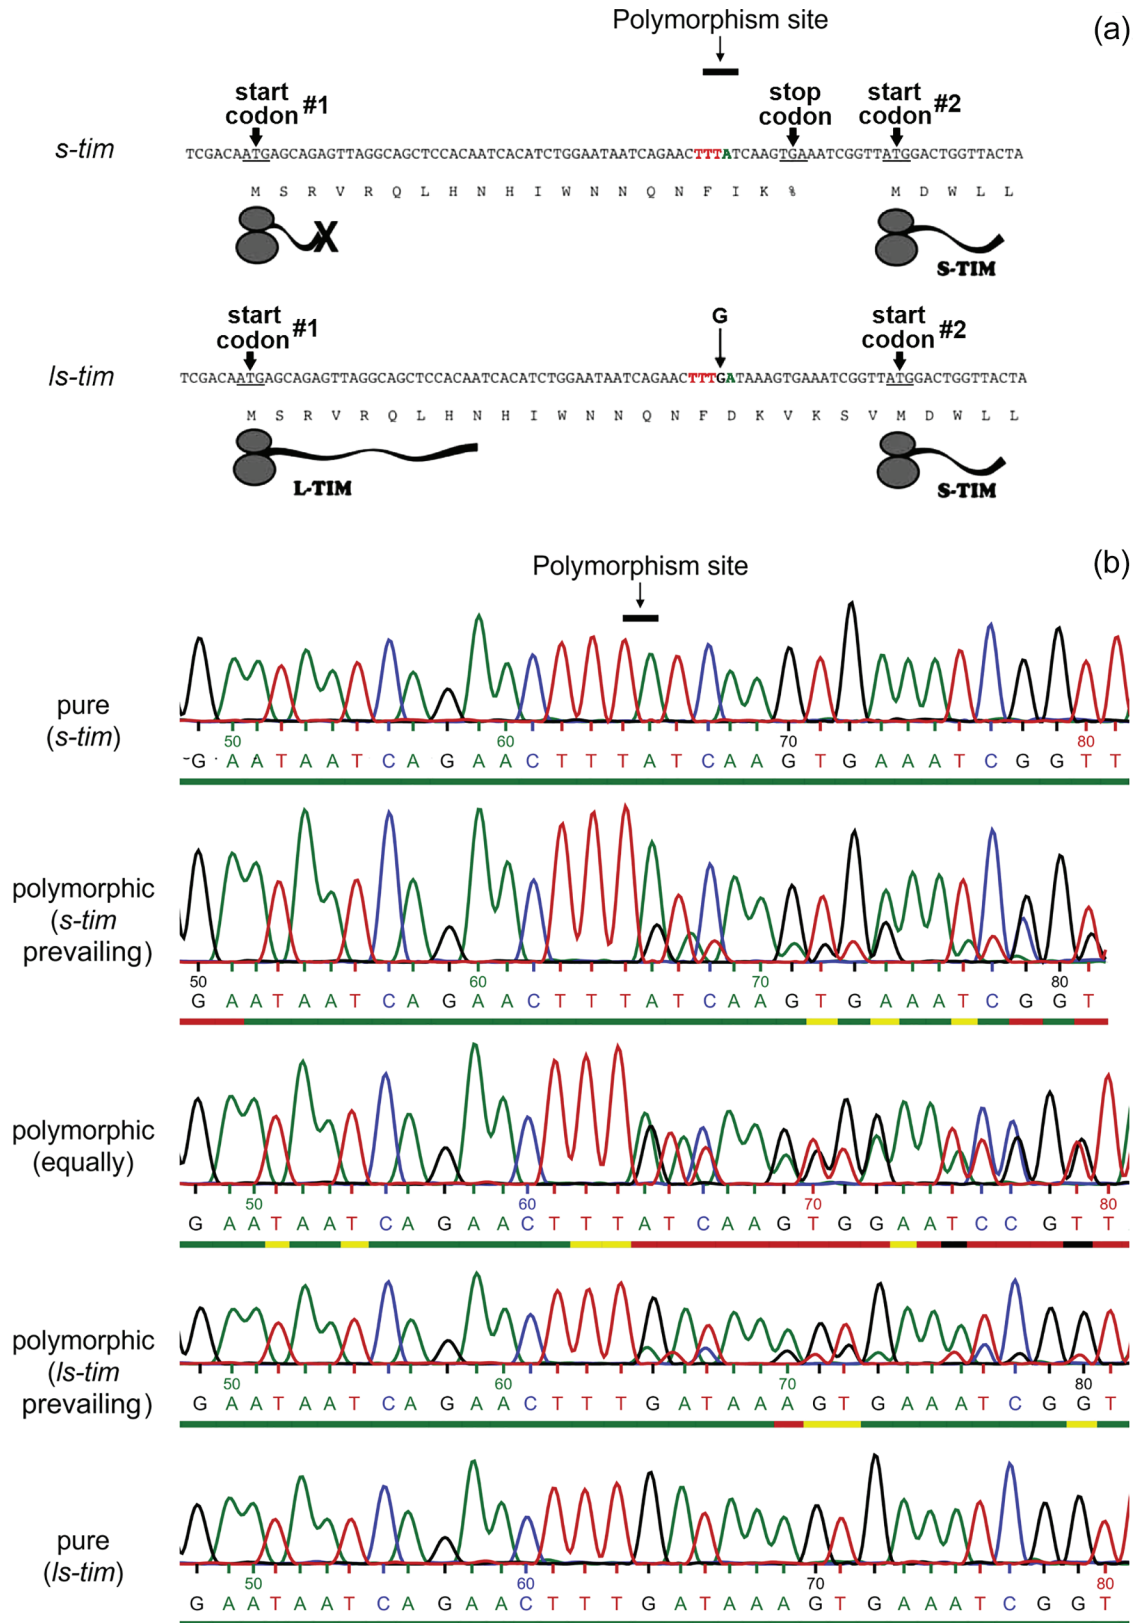 (a)
Polymorphism site
start codon #1
stop codon
start codon #2
s-tim
TCGACAATGAGCAGAGTTAGGCAGCTCCACAATCACATCTGGAATAATCAGAACTTTATCAAGTGAAATCGGTTATGGACTGGTTACTA
M S R V R Q L H N H I W N N Q N F I K % M D W L L
X
S-TIM
start codon #1
G
start codon #2
ls-tim
TCGACAATGAGCAGAGTTAGGCAGCTCCACAATCACATCTGGAATAATCAGAACTTTGATAAAGTGAAATCGGTTATGGACTGGTTACTA
M S R V R Q L H N H I W N N Q N F D K V K S V M D W L L
L-TIM
S-TIM
(b)
Polymorphism site
pure
(s-tim)
50 60 70 80
G A A T A A T C A G A A C T T T A T C A A G T G A A A T C G G T T
polymorphic
(s-tim
prevailing)
50 60 70 80
G A A T A A T C A G A A C T T T A T C A A G T G A A A T C G G T
polymorphic
(equally)
50 60 70 80
G A A T A A T C A G A A C T T T A T C A A G T G G A A T C C G T T
polymorphic
(ls-tim
prevailing)
50 60 70 80
G A A T A A T C A G A A C T T T G A T A A A G T G A A A T C G G T
pure
(ls-tim)
50 60 70 80
G A A T A A T C A G A A C T T T G A T A A A G T G A A A T C G G T